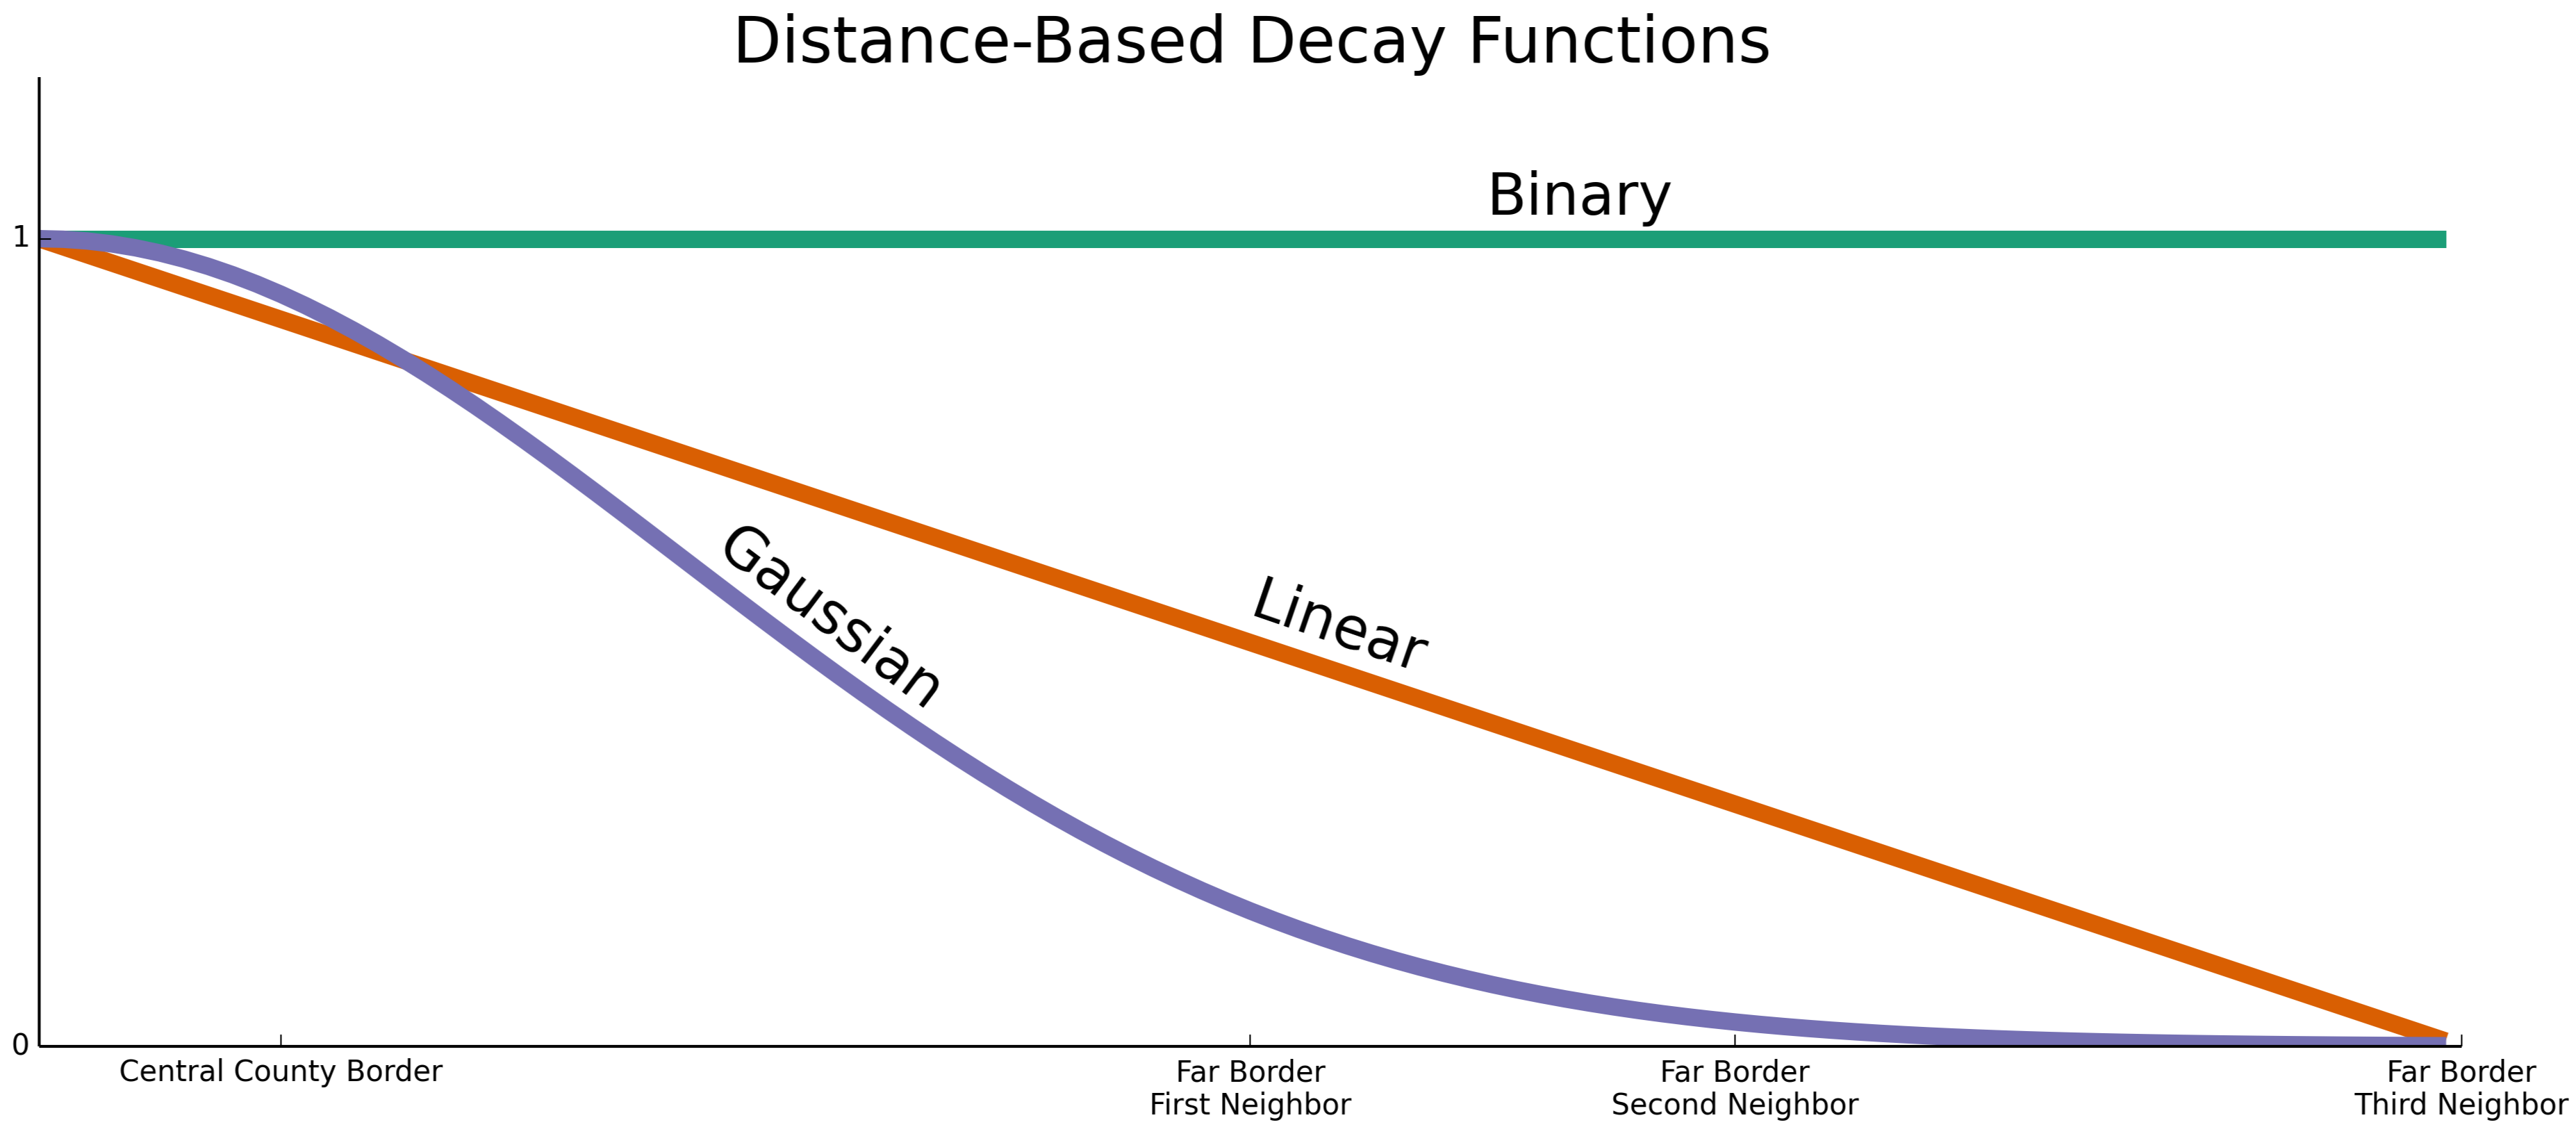 Distance-Based Decay Functions
Binary
1
Gaussian
Linear
0
Central County Border
Far Border
First Neighbor
Far Border
Second Neighbor
Far Border
Third Neighbor